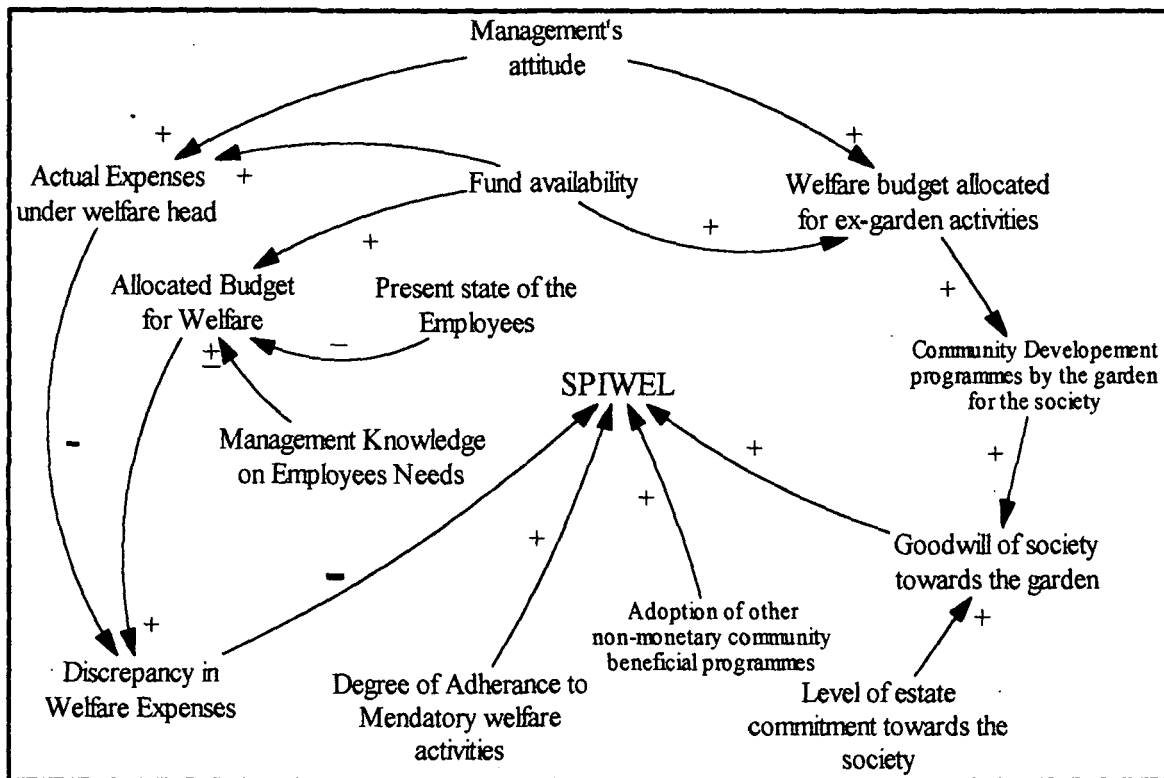 Management's
attitude
+
+
Actual Expenses
under welfare head
+
Fund availability
Welfare budget allocated
for ex-garden activities
+
+
Allocated Budget
for Welfare
Present state of the
Employees
+
±
−
Community Developement
programmes by the garden
for the society
SPIWEL
Management Knowledge
on Employees Needs
-
+
+
+
+
Goodwill of society
towards the garden
-
Adoption of other
non-monetary community
beneficial programmes
+
+
Discrepancy in
Welfare Expenses
Degree of Adherance to
Mendatory welfare
activities
Level of estate
commitment towards the
society